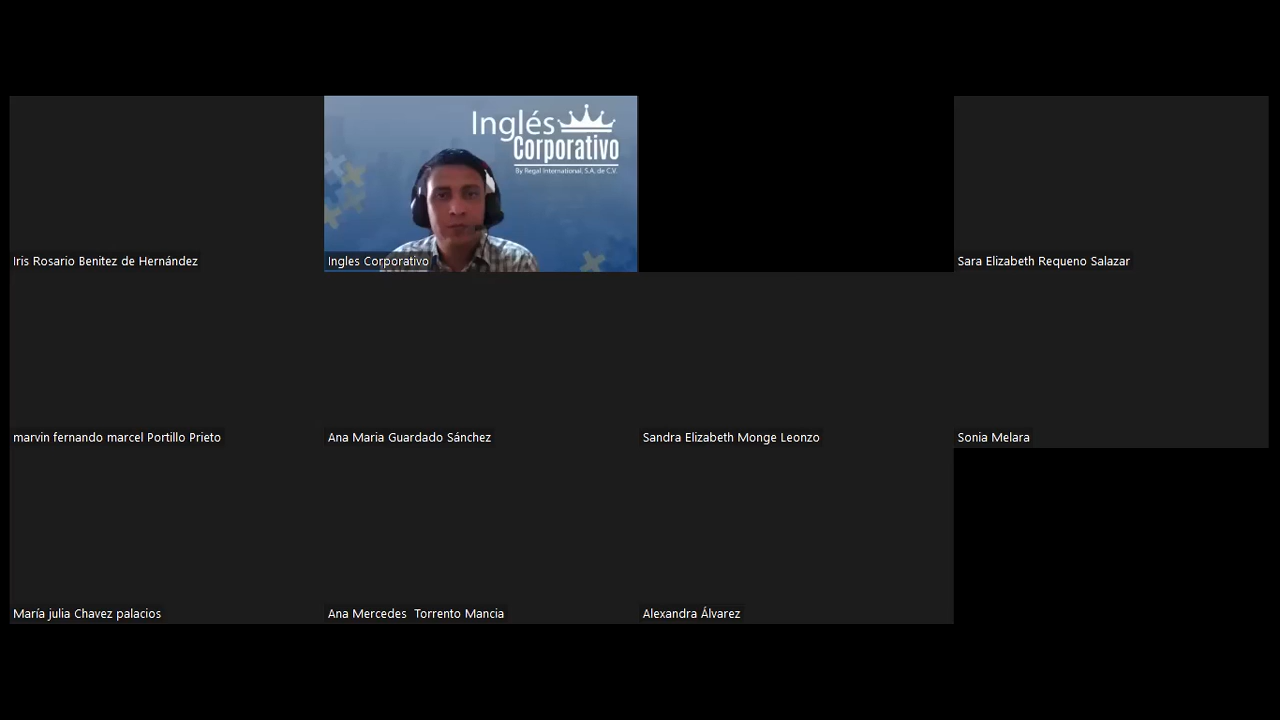 Inglés
Corporativo
By Regal International, S.A. de C.V.
Iris Rosario Benitez de Hernández
Ingles Corporativo
Sara Elizabeth Requeno Salazar
marvin fernando marcel Portillo Prieto
Ana Maria Guardado Sánchez
Sandra Elizabeth Monge Leonzo
Sonia Melara
María julia Chavez palacios
Ana Mercedes  Torrento Mancia
Alexandra Álvarez